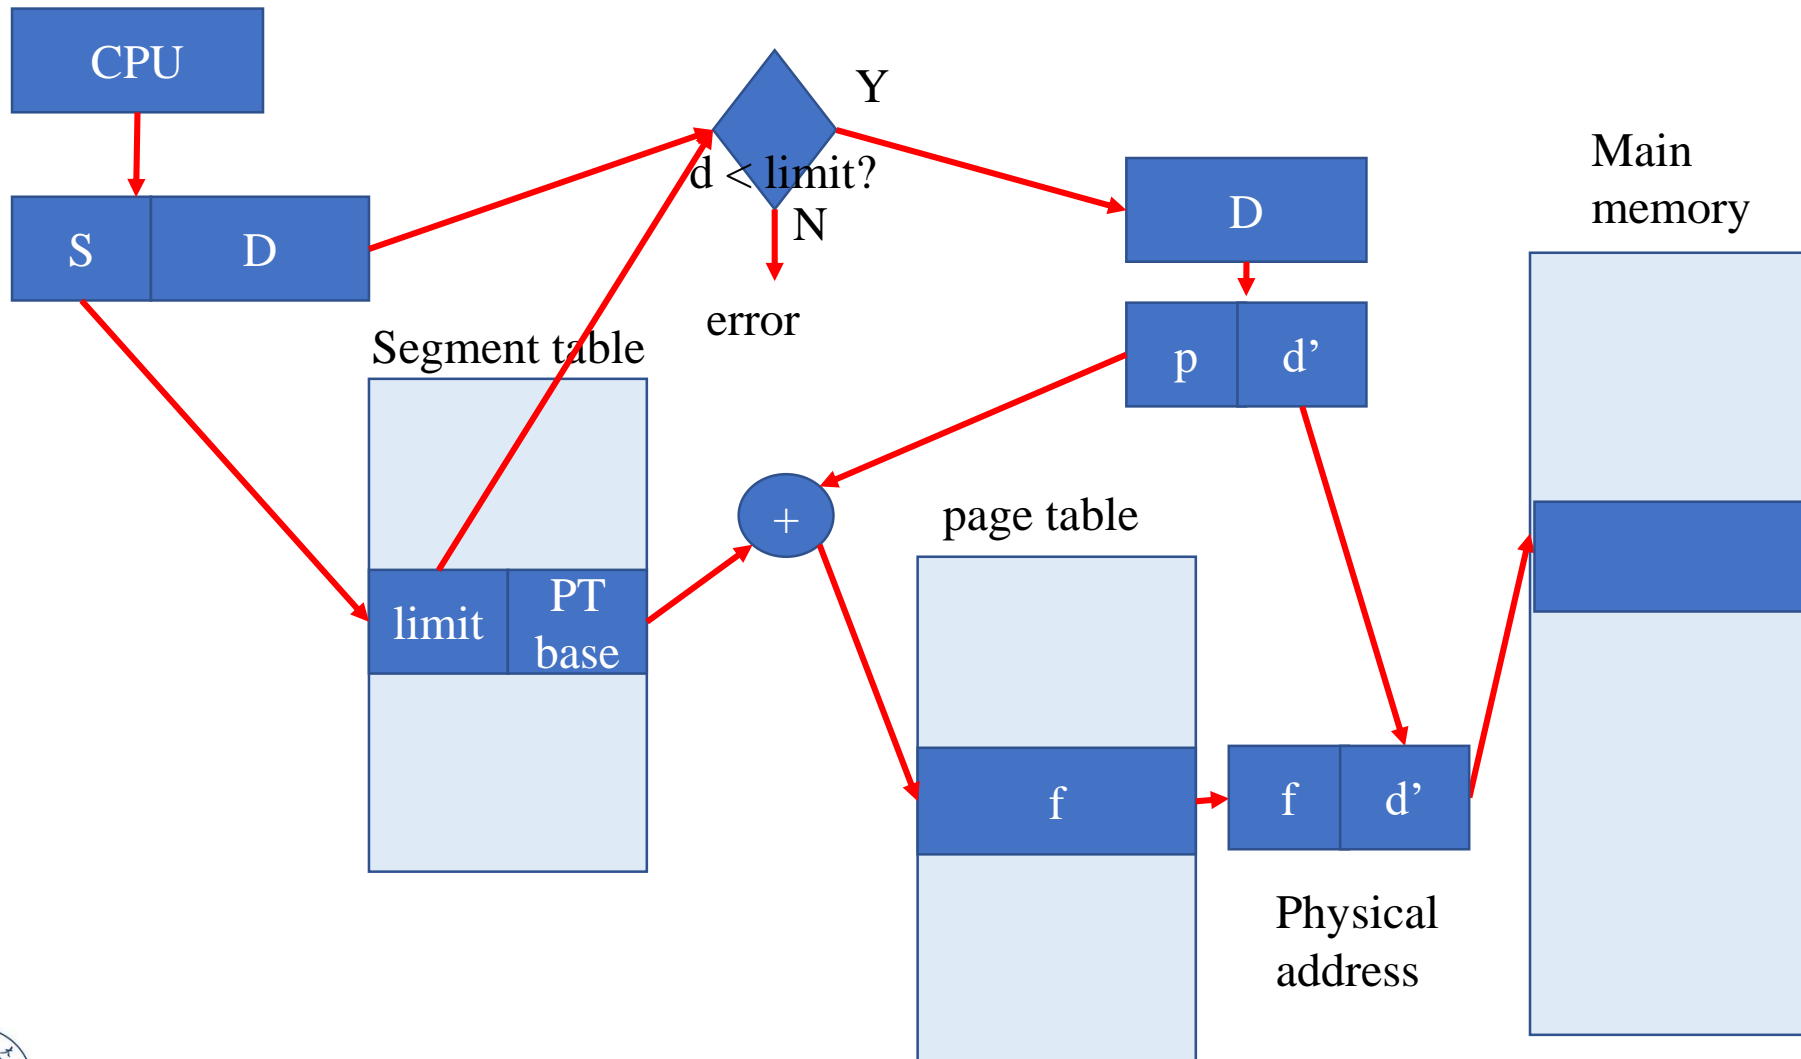 CPU
S
D
Y
d < limit?
N
error
D
p
d’
Main
memory
Segment table
limit
PT
base
+
page table
f
f
d’
Physical
address